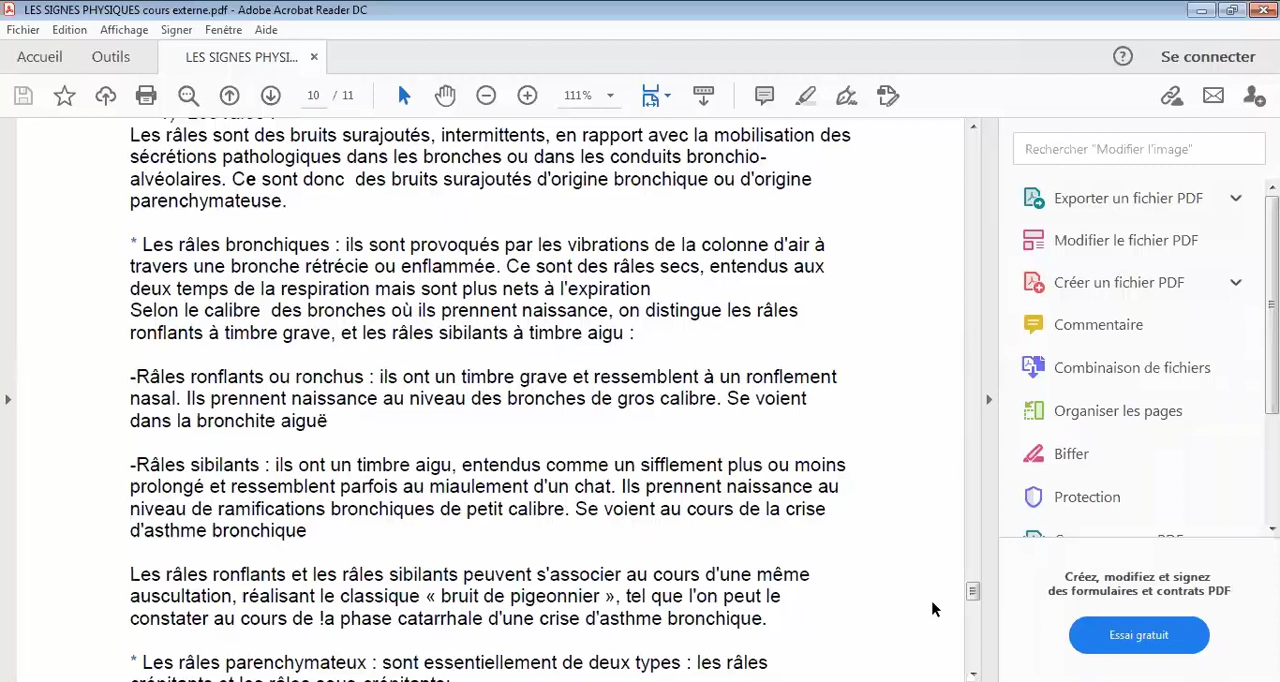 LES SIGNES PHYSIQUES cours externe.pdf - Adobe Acrobat Reader DC
Fichier Edition Affichage Signer Fenêtre Aide
Accueil Outils LES SIGNES PHYSI... × Se connecter
10 / 11 111%
Les râles sont des bruits surajoutés, intermittents, en rapport avec la mobilisation des
sécrétions pathologiques dans les bronches ou dans les conduits bronchio-
alvéolaires. Ce sont donc des bruits surajoutés d'origine bronchique ou d'origine
parenchymateuse.
* Les râles bronchiques : ils sont provoqués par les vibrations de la colonne d'air à
travers une bronche rétrécie ou enflammée. Ce sont des râles secs, entendus aux
deux temps de la respiration mais sont plus nets à l'expiration
Selon le calibre des bronches où ils prennent naissance, on distingue les râles
ronflants à timbre grave, et les râles sibilants à timbre aigu :
-Râles ronflants ou ronchus : ils ont un timbre grave et ressemblent à un ronflement
nasal. Ils prennent naissance au niveau des bronches de gros calibre. Se voient
dans la bronchite aiguë
-Râles sibilants : ils ont un timbre aigu, entendus comme un sifflement plus ou moins
prolongé et ressemblent parfois au miaulement d'un chat. Ils prennent naissance au
niveau de ramifications bronchiques de petit calibre. Se voient au cours de la crise
d'asthme bronchique
Les râles ronflants et les râles sibilants peuvent s'associer au cours d'une même
auscultation, réalisant le classique « bruit de pigeonnier », tel que l'on peut le
constater au cours de !a phase catarrhale d'une crise d'asthme bronchique.
* Les râles parenchymateux : sont essentiellement de deux types : les râles
Rechercher "Modifier l'image"
Exporter un fichier PDF
Modifier le fichier PDF
Créer un fichier PDF
Commentaire
Combinaison de fichiers
Organiser les pages
Biffer
Protection
Créez, modifiez et signez
des formulaires et contrats PDF
Essai gratuit